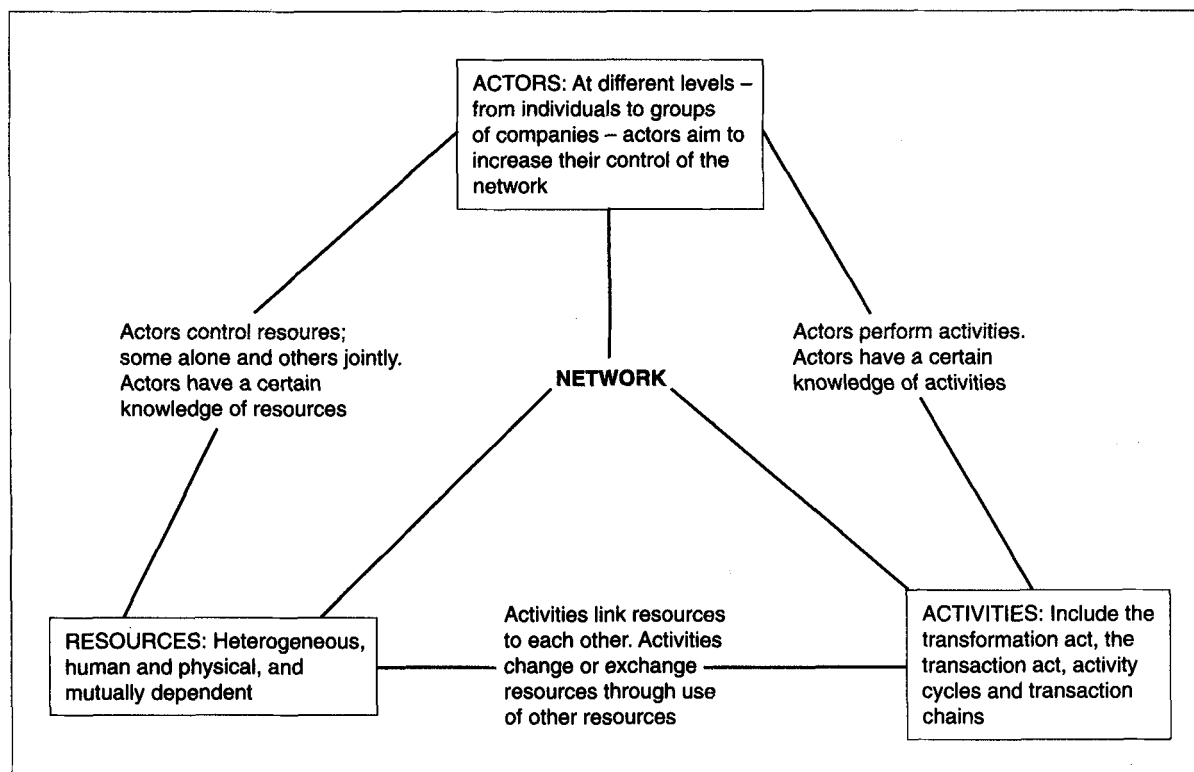 ACTORS: At different levels –
from individuals to groups
of companies – actors aim to
increase their control of the
network
Actors control resoures;
some alone and others jointly.
Actors have a certain
knowledge of resources
Actors perform activities.
Actors have a certain
knowledge of activities
NETWORK
RESOURCES: Heterogeneous,
human and physical, and
mutually dependent
Activities link resources
to each other. Activities
change or exchange
resources through use
of other resources
ACTIVITIES: Include the
transformation act, the
transaction act, activity
cycles and transaction
chains